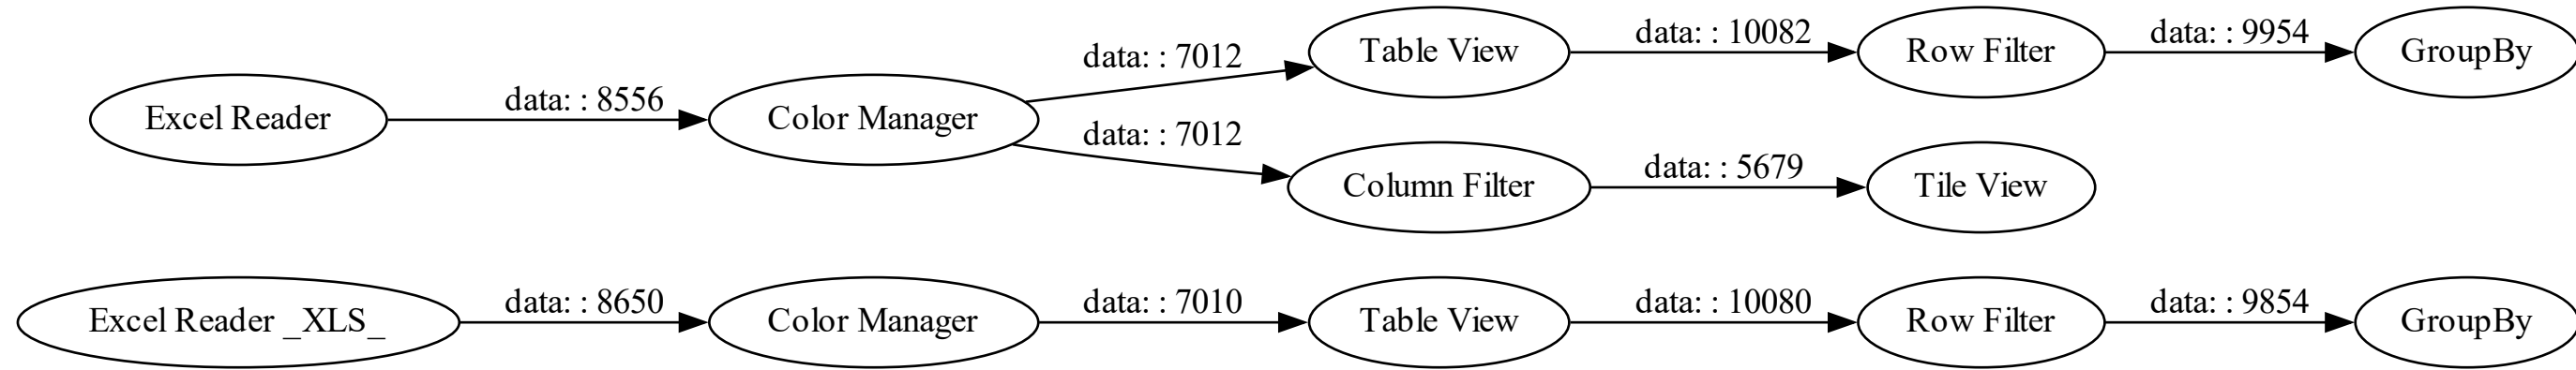 data: : 10082
Table View
Row Filter
data: : 9954
GroupBy
data: : 7012
Excel Reader
data: : 8556
Color Manager
data: : 7012
Column Filter
data: : 5679
Tile View
Excel Reader _XLS_
data: : 8650
Color Manager
data: : 7010
Table View
data: : 10080
Row Filter
data: : 9854
GroupBy